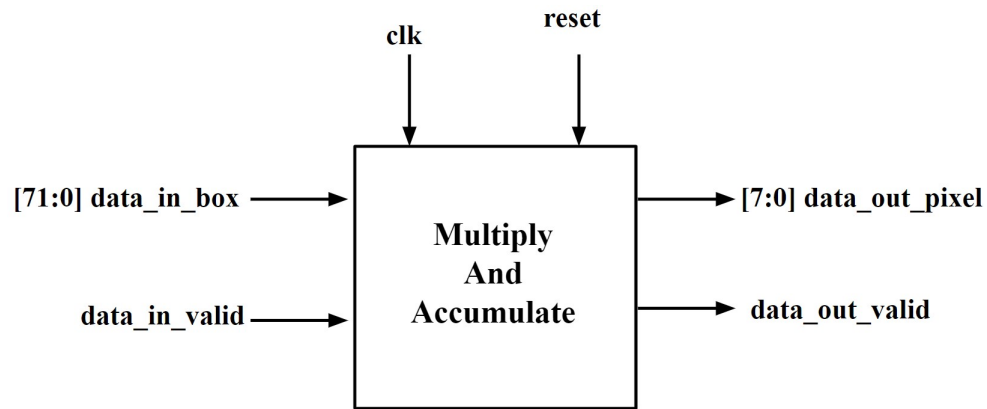 clk
reset
[71:0] data_in_box
data_in_valid
Multiply
And
Accumulate
[7:0] data_out_pixel
data_out_valid